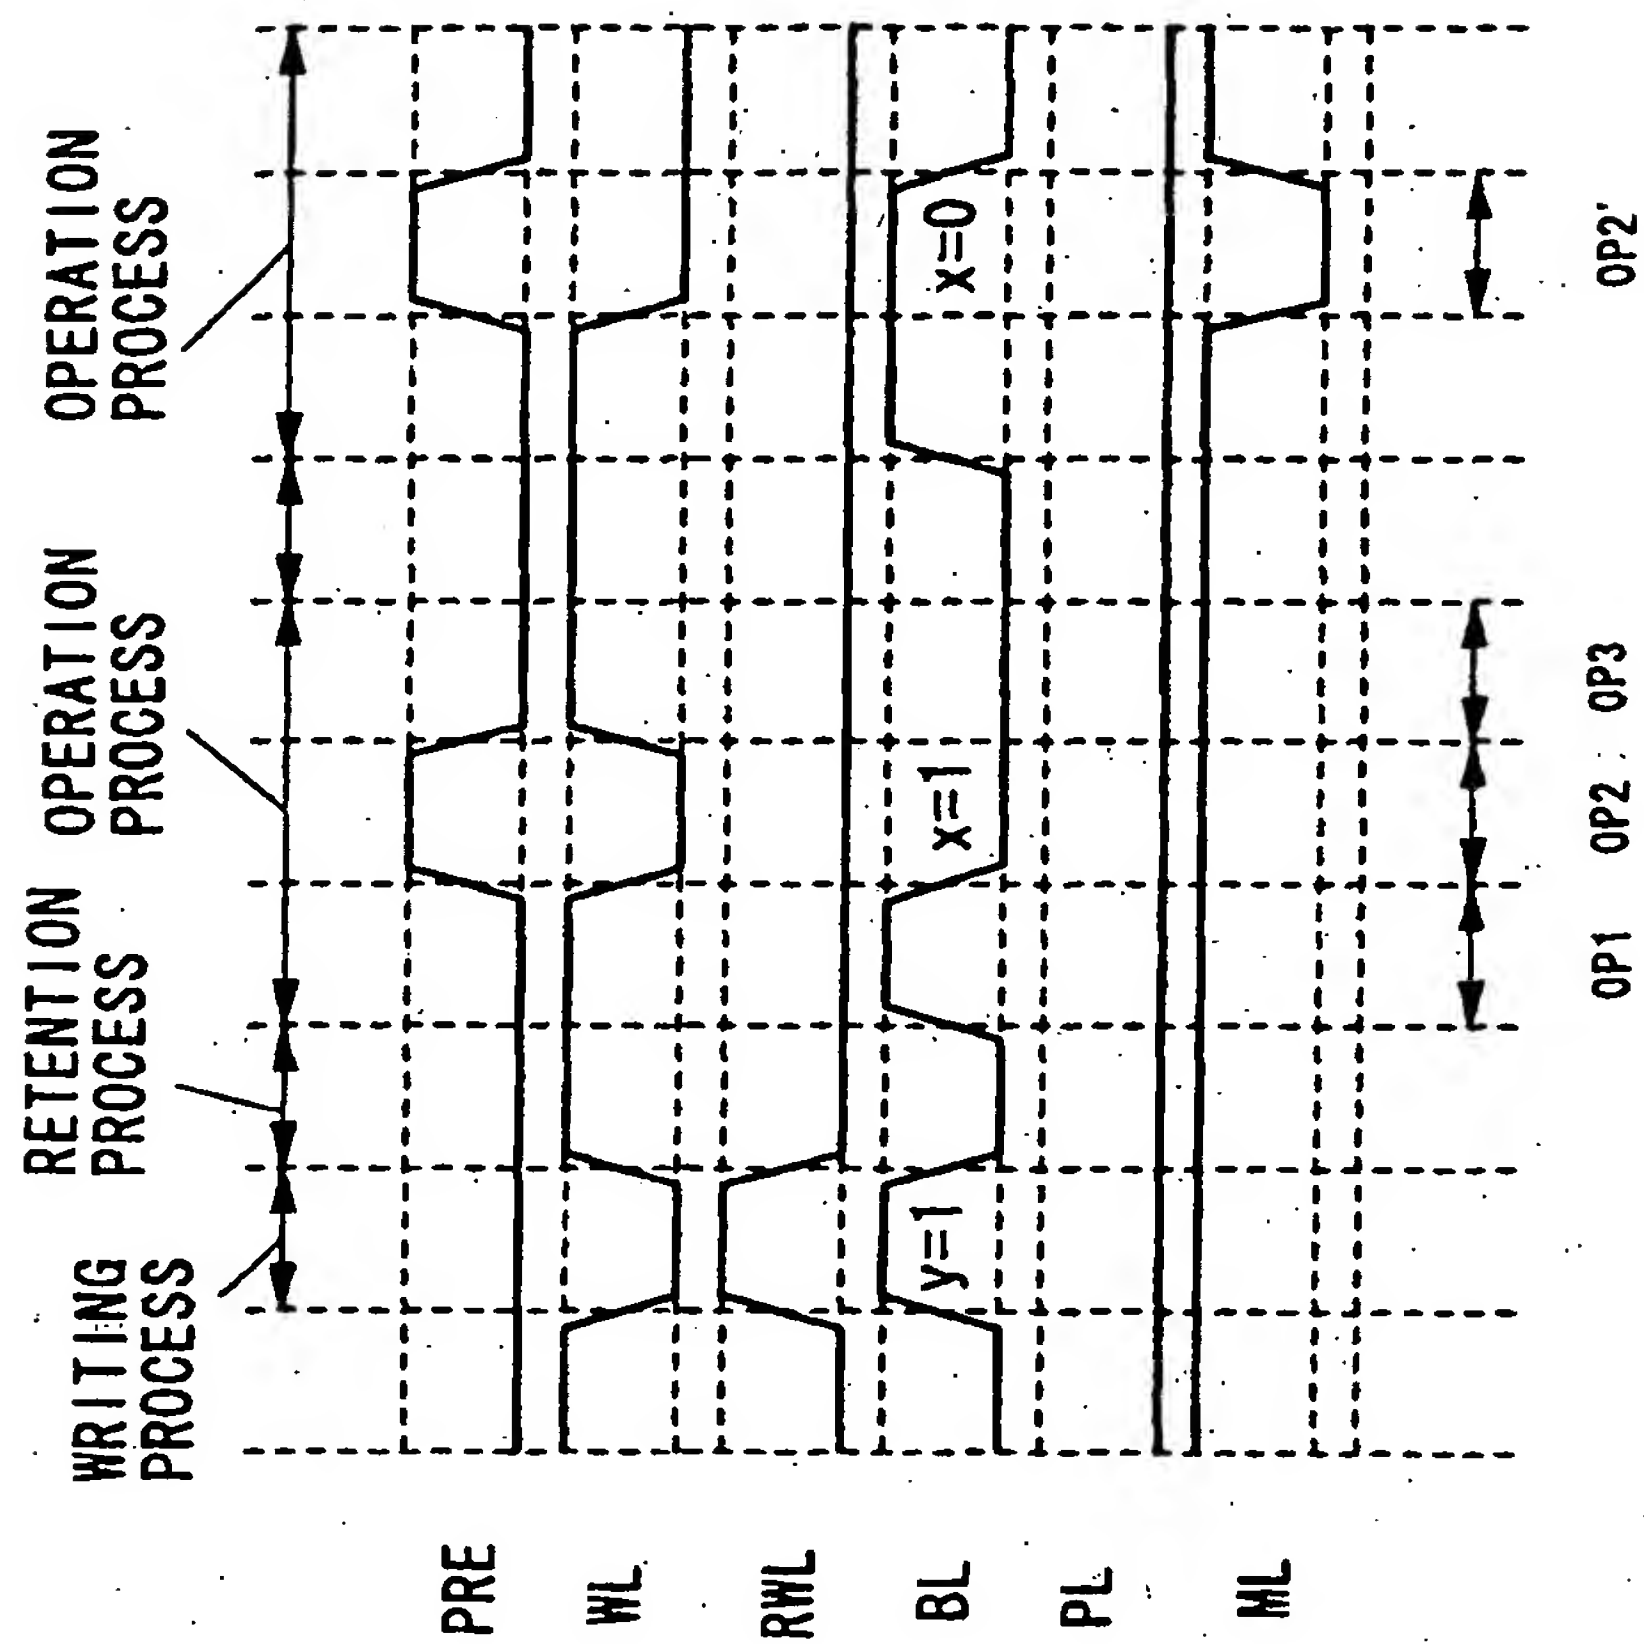 WRITING
PROCESS
RETENTION
PROCESS
OPERATION
PROCESS
OPERATION
PROCESS
PRE
WL
RWL
BL
y=1
x=1
x=0
PL
ML
OP1
OP2
OP3
OP2'